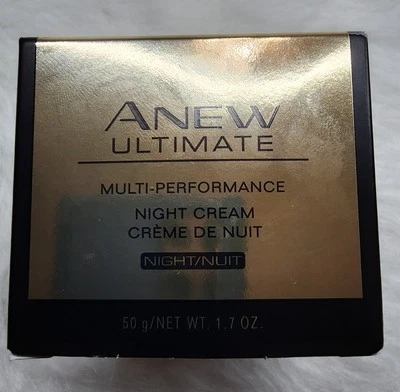 ANEW
ULTIMATE
MULTI-PERFORMANCE
NIGHT CREAM
CRÈME DE NUIT
NIGHT/NUIT
50 g/NET WT. 1.7 OZ.